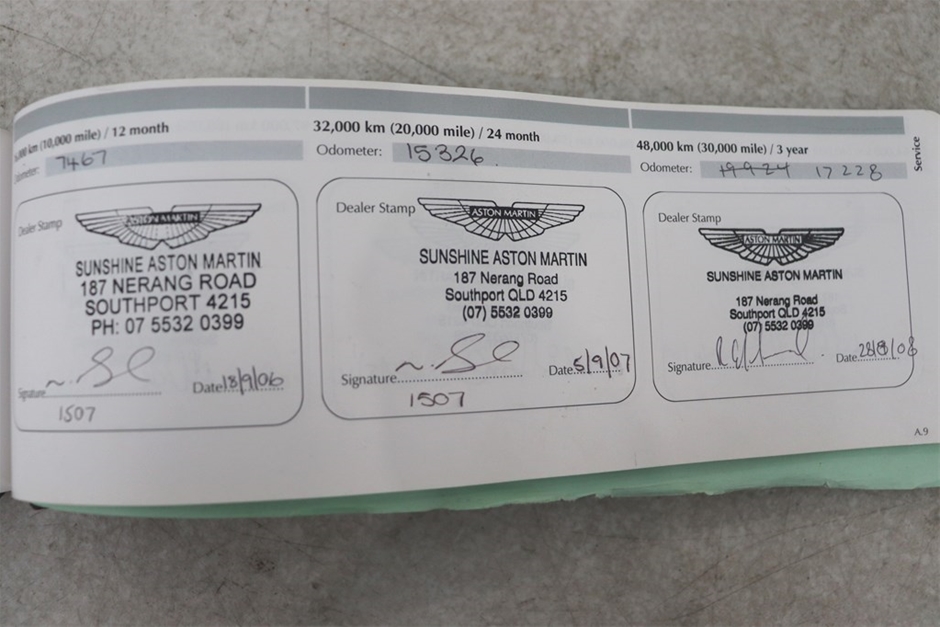 000 km (10,000 mile) / 12 month
Odometer: 7467
Dealer Stamp
ASTON MARTIN
SUNSHINE ASTON MARTIN
187 NERANG ROAD
SOUTHPORT 4215
PH: 07 5532 0399
Signature
Date 18/9/06
1507
32,000 km (20,000 mile) / 24 month
Odometer: 15326
Dealer Stamp
ASTON MARTIN
SUNSHINE ASTON MARTIN
187 Nerang Road
Southport QLD 4215
(07) 5532 0399
Signature
Date 5/9/07
1507
48,000 km (30,000 mile) / 3 year
Odometer: 19924 17228
Dealer Stamp
ASTON MARTIN
SUNSHINE ASTON MARTIN
187 Nerang Road
Southport QLD 4215
(07) 5532 0399
Signature
Date 28/8/08
Service
A.9